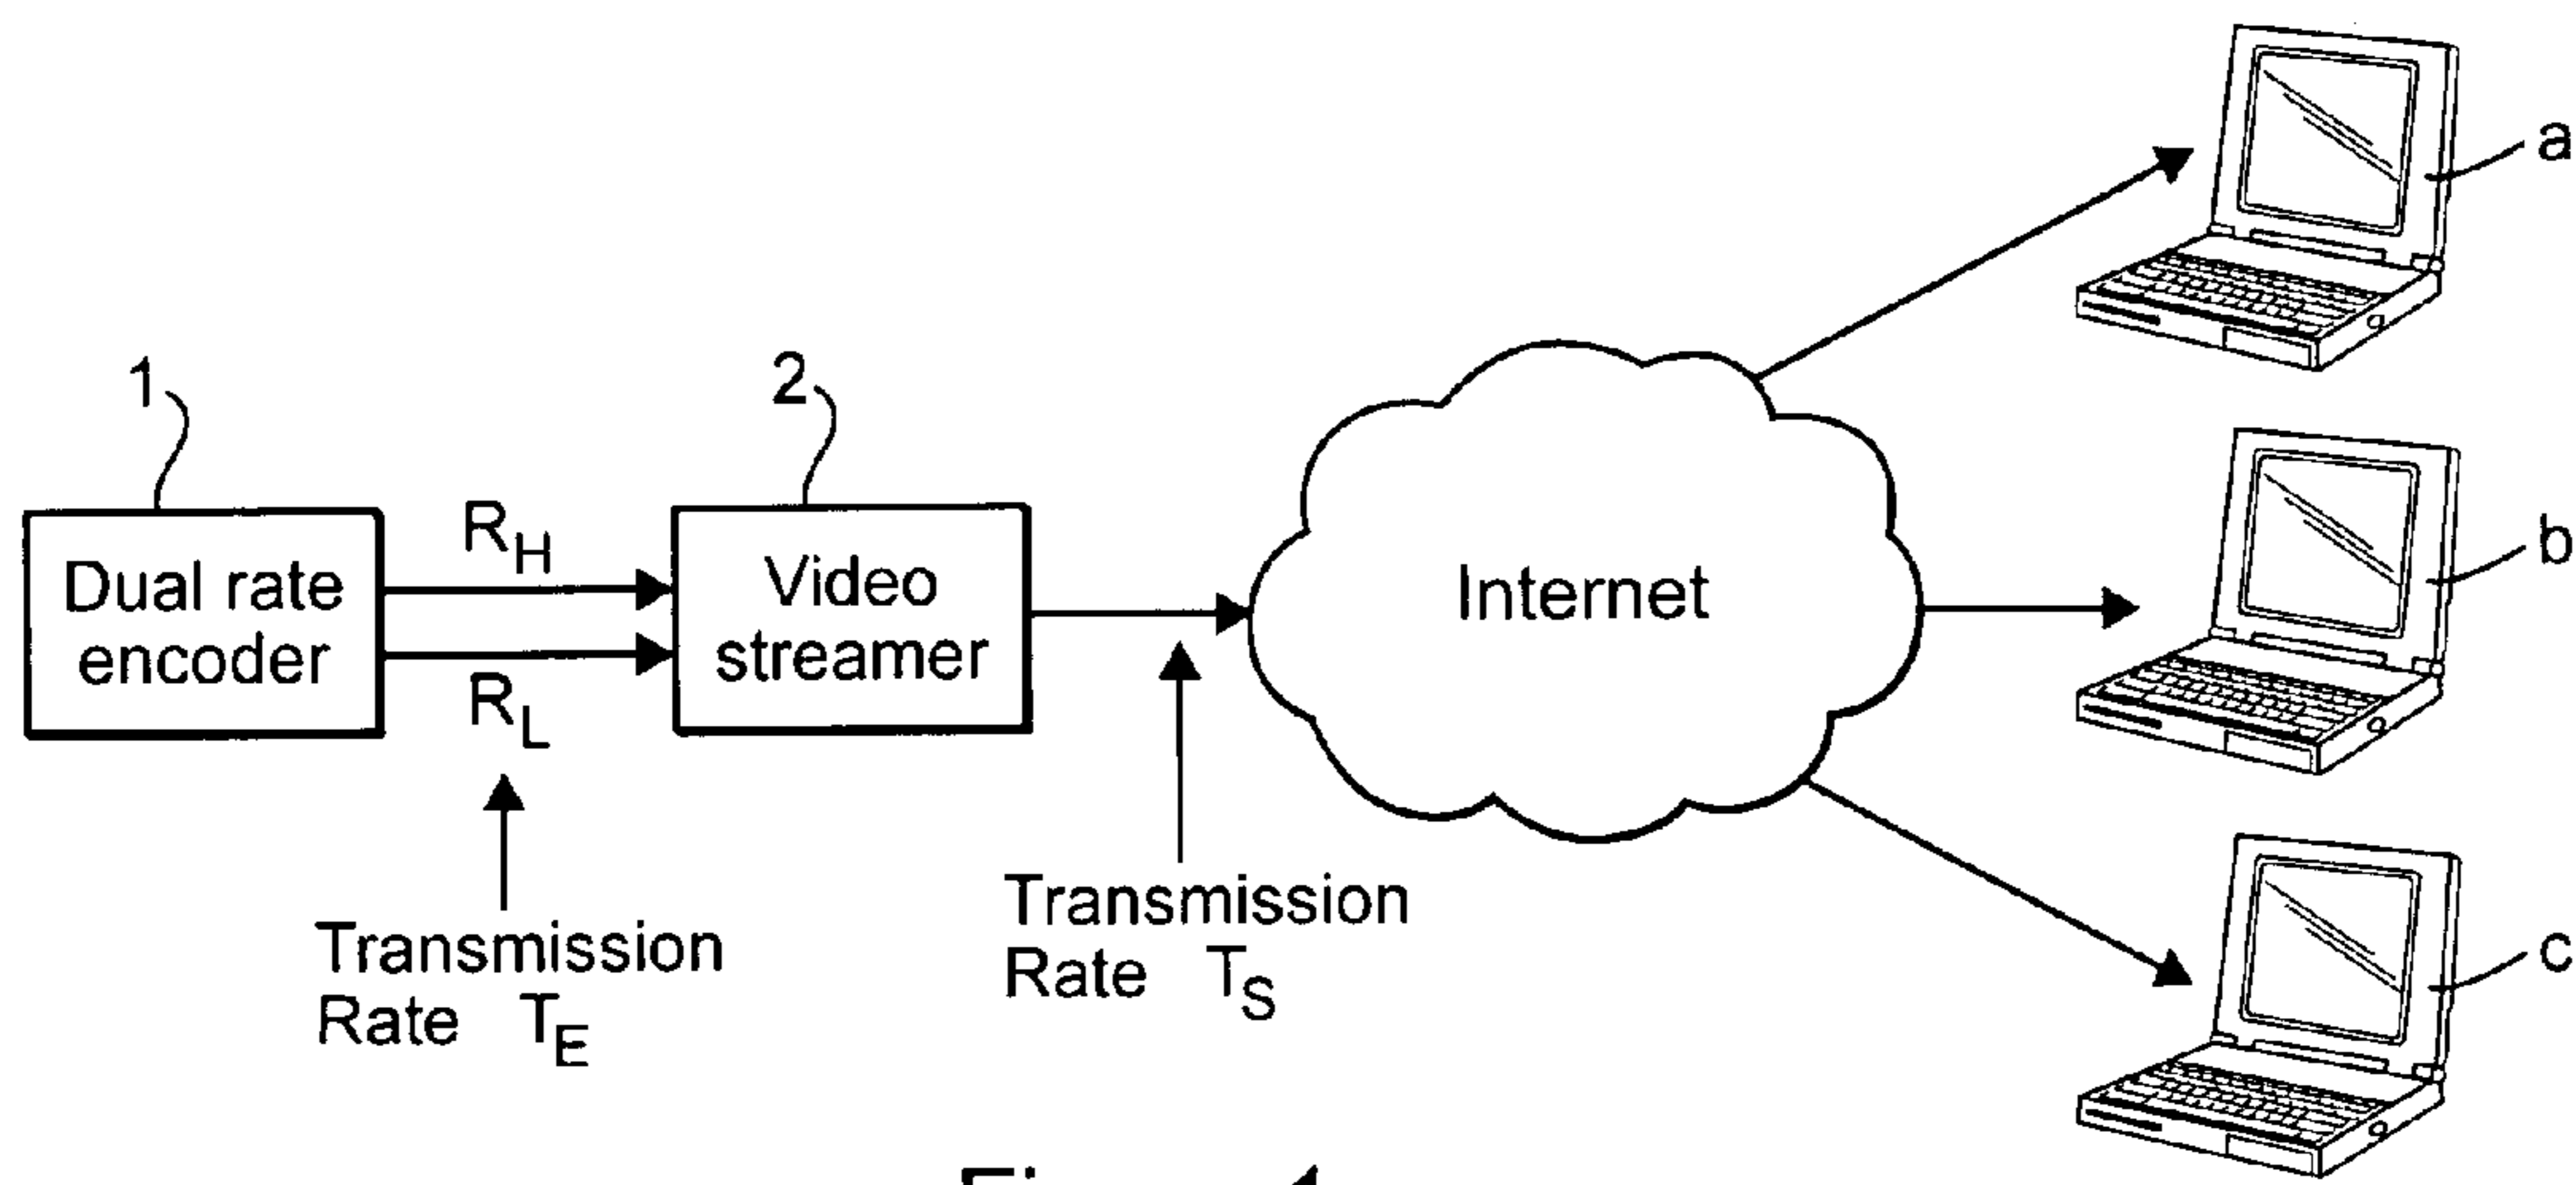 1
Dual rate
encoder
R_H
R_L
Transmission
Rate T_E
2
Video
streamer
Transmission
Rate T_S
Internet
a
b
c